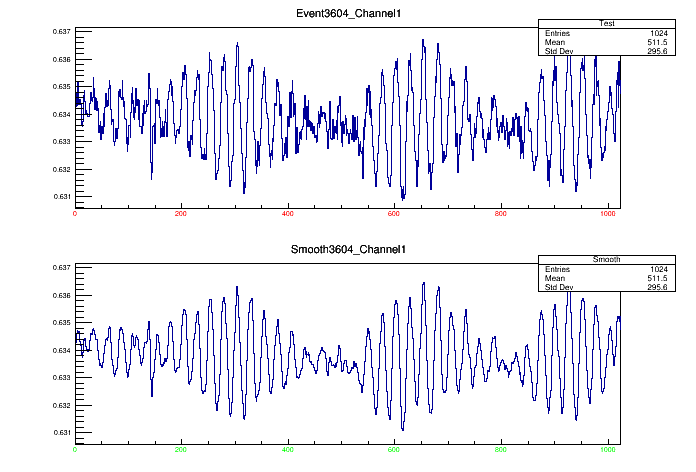 Event3604_Channel1
Test
Entries 1024
Mean 511.5
Std Dev 295.6
0.637
0.636
0.635
0.634
0.633
0.632
0.631
0 200 400 600 800 1000
Smooth3604_Channel1
Smooth
Entries 1024
Mean 511.5
Std Dev 295.6
0.637
0.636
0.635
0.634
0.633
0.632
0.631
0 200 400 600 800 1000